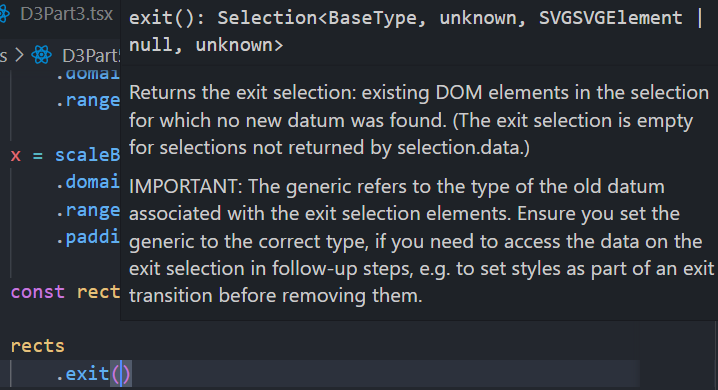 D3Part3.tsx
exit(): Selection<BaseType, unknown, SVGSVGElement |
null, unknown>
s > D3Part
.domai
.range
Returns the exit selection: existing DOM elements in the selection
for which no new datum was found. (The exit selection is empty
for selections not returned by selection.data.)
x = scaleB
.domai
.range
.paddi
IMPORTANT: The generic refers to the type of the old datum
associated with the exit selection elements. Ensure you set the
generic to the correct type, if you need to access the data on the
exit selection in follow-up steps, e.g. to set styles as part of an exit
transition before removing them.
const rect
rects
.exit()